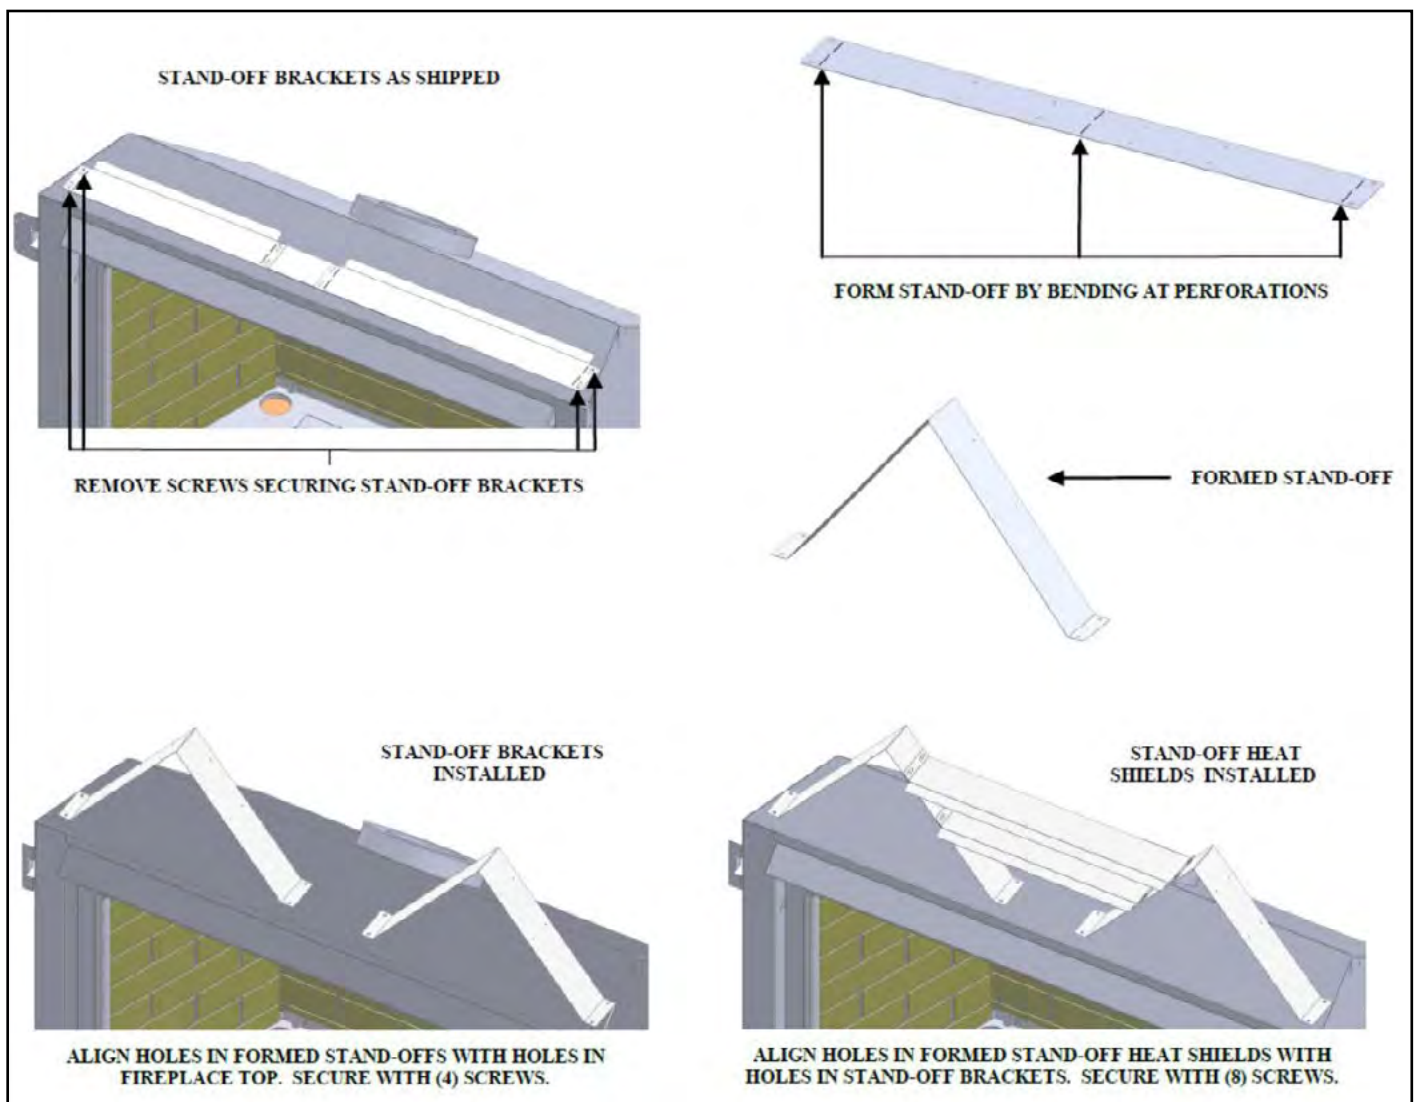 STAND-OFF BRACKETS AS SHIPPED
REMOVE SCREWS SECURING STAND-OFF BRACKETS
FORM STAND-OFF BY BENDING AT PERFORATIONS
FORMED STAND-OFF
STAND-OFF BRACKETS
INSTALLED
ALIGN HOLES IN FORMED STAND-OFFS WITH HOLES IN
FIREPLACE TOP. SECURE WITH (4) SCREWS.
STAND-OFF HEAT
SHIELDS INSTALLED
ALIGN HOLES IN FORMED STAND-OFF HEAT SHIELDS WITH
HOLES IN STAND-OFF BRACKETS. SECURE WITH (8) SCREWS.